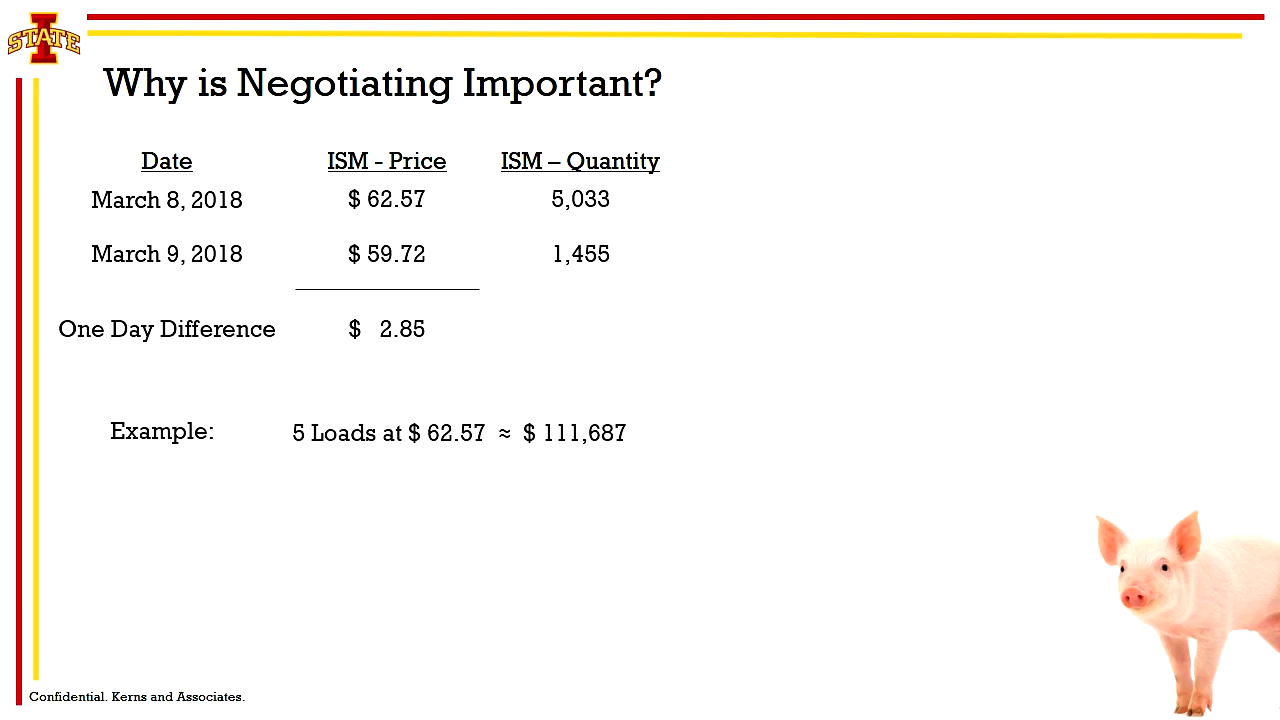 STATE
Why is Negotiating Important?
Date ISM - Price ISM – Quantity
March 8, 2018 $ 62.57 5,033
March 9, 2018 $ 59.72 1,455
One Day Difference $ 2.85
Example: 5 Loads at $ 62.57 ≈ $ 111,687
Confidential. Kerns and Associates.